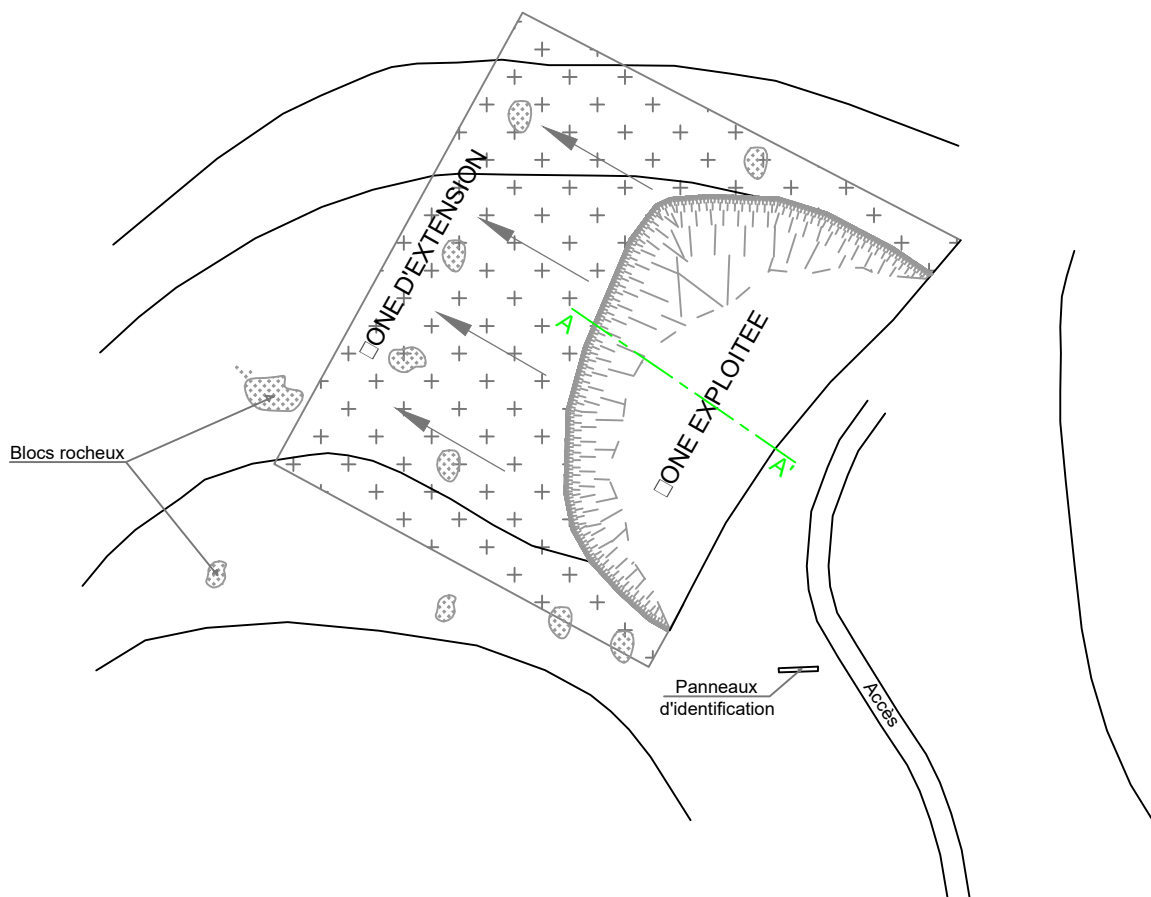 □ONE D'EXTENSION
A
□ONE EXPLOITEE
A'
Blocs rocheux
Panneaux
d'identification
Accès